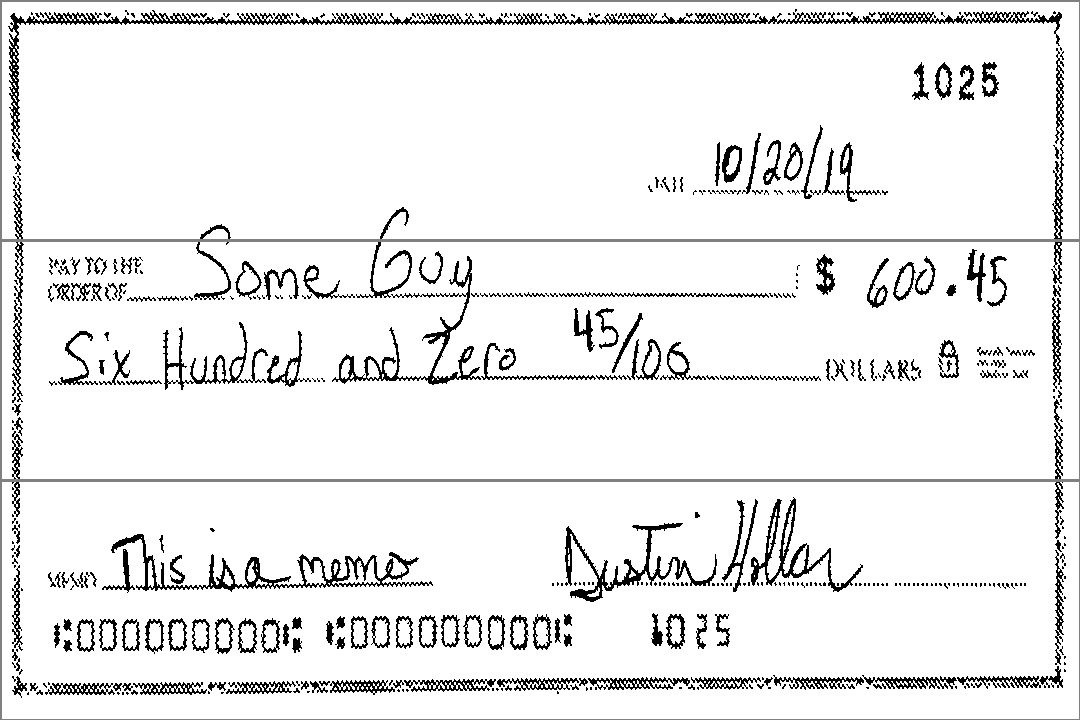 1025
DATE 10/20/19
PAY TO THE
ORDER OF Some Guy $ 600.45
Six Hundred and Zero 45/100 DOLLARS
MEMO This is a memo Dustin Hollar
⑆000000000⑆ ⑆000000000⑆ 1025